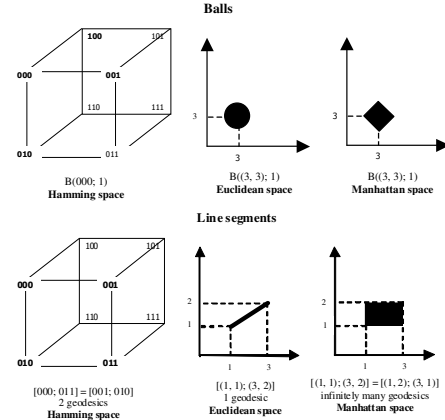 Balls
100 101
000 001
3 3
110 111
010 011
3 3
B(000; 1) B((3, 3); 1) B((3, 3); 1)
Hamming space Euclidean space Manhattan space
Line segments
100 101
000 001
2 2
110 111
1 1
010 011
1 3 1 3
[000; 011] = [001; 010] [(1, 1); (3, 2)] [(1, 1); (3, 2)] = [(1, 2); (3, 1)]
2 geodesics 1 geodesic infinitely many geodesics
Hamming space Euclidean space Manhattan space